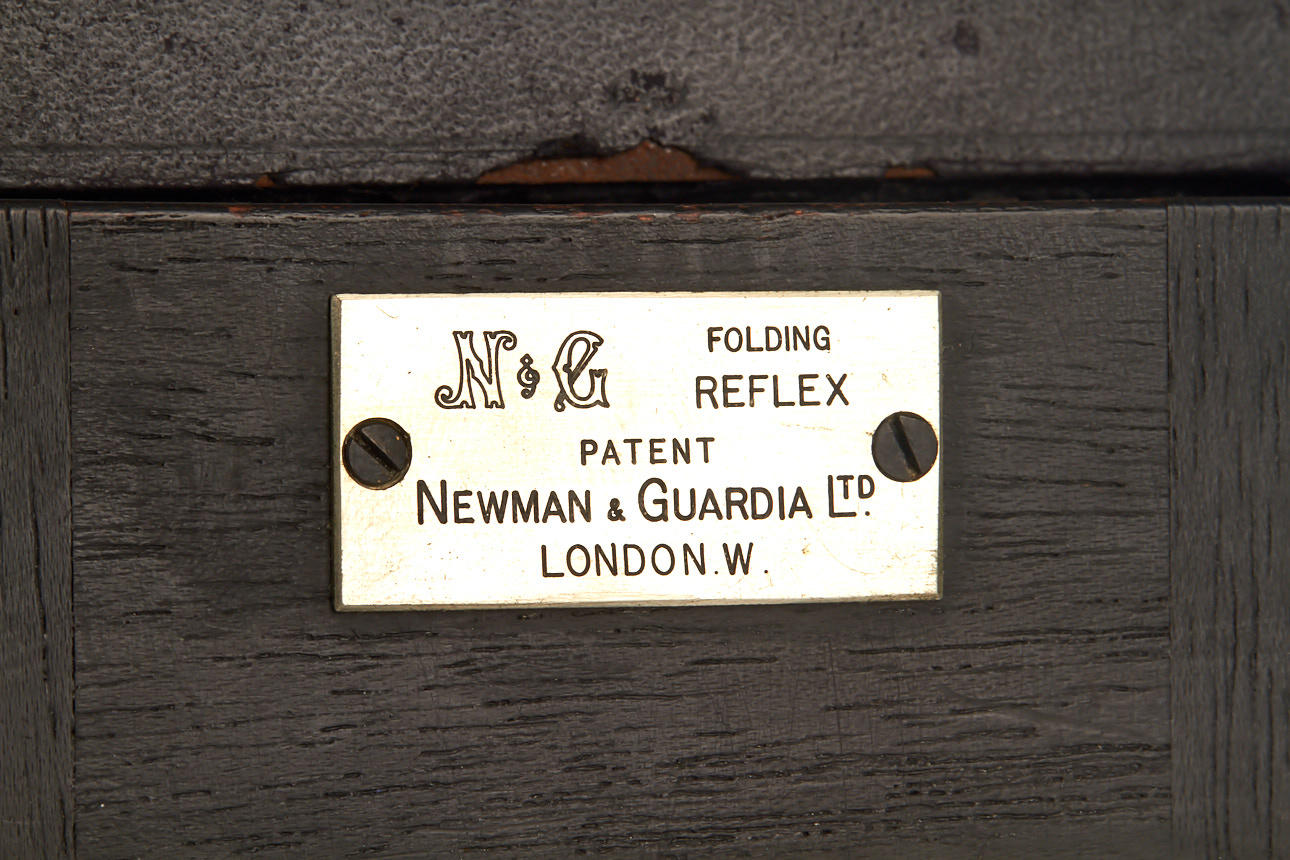 N & G
FOLDING
REFLEX
PATENT
NEWMAN & GUARDIA LTD.
LONDON.W.